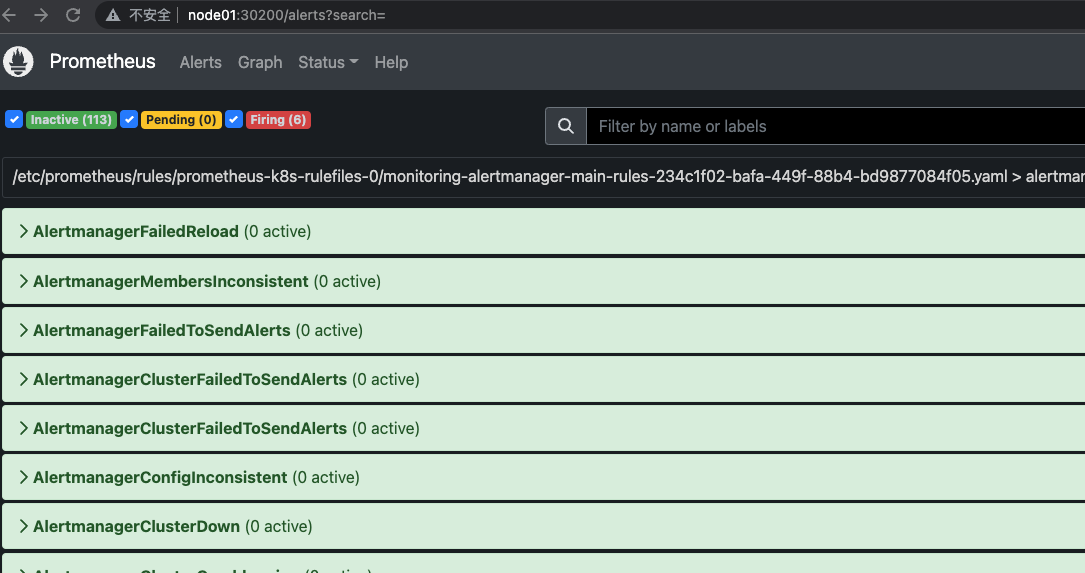 不安全 node01:30200/alerts?search=
Prometheus Alerts Graph Status Help
Inactive (113) Pending (0) Firing (6) Filter by name or labels
/etc/prometheus/rules/prometheus-k8s-rulefiles-0/monitoring-alertmanager-main-rules-234c1f02-bafa-449f-88b4-bd9877084f05.yaml > alertmar
AlertmanagerFailedReload (0 active)
AlertmanagerMembersInconsistent (0 active)
AlertmanagerFailedToSendAlerts (0 active)
AlertmanagerClusterFailedToSendAlerts (0 active)
AlertmanagerClusterFailedToSendAlerts (0 active)
AlertmanagerConfigInconsistent (0 active)
AlertmanagerClusterDown (0 active)